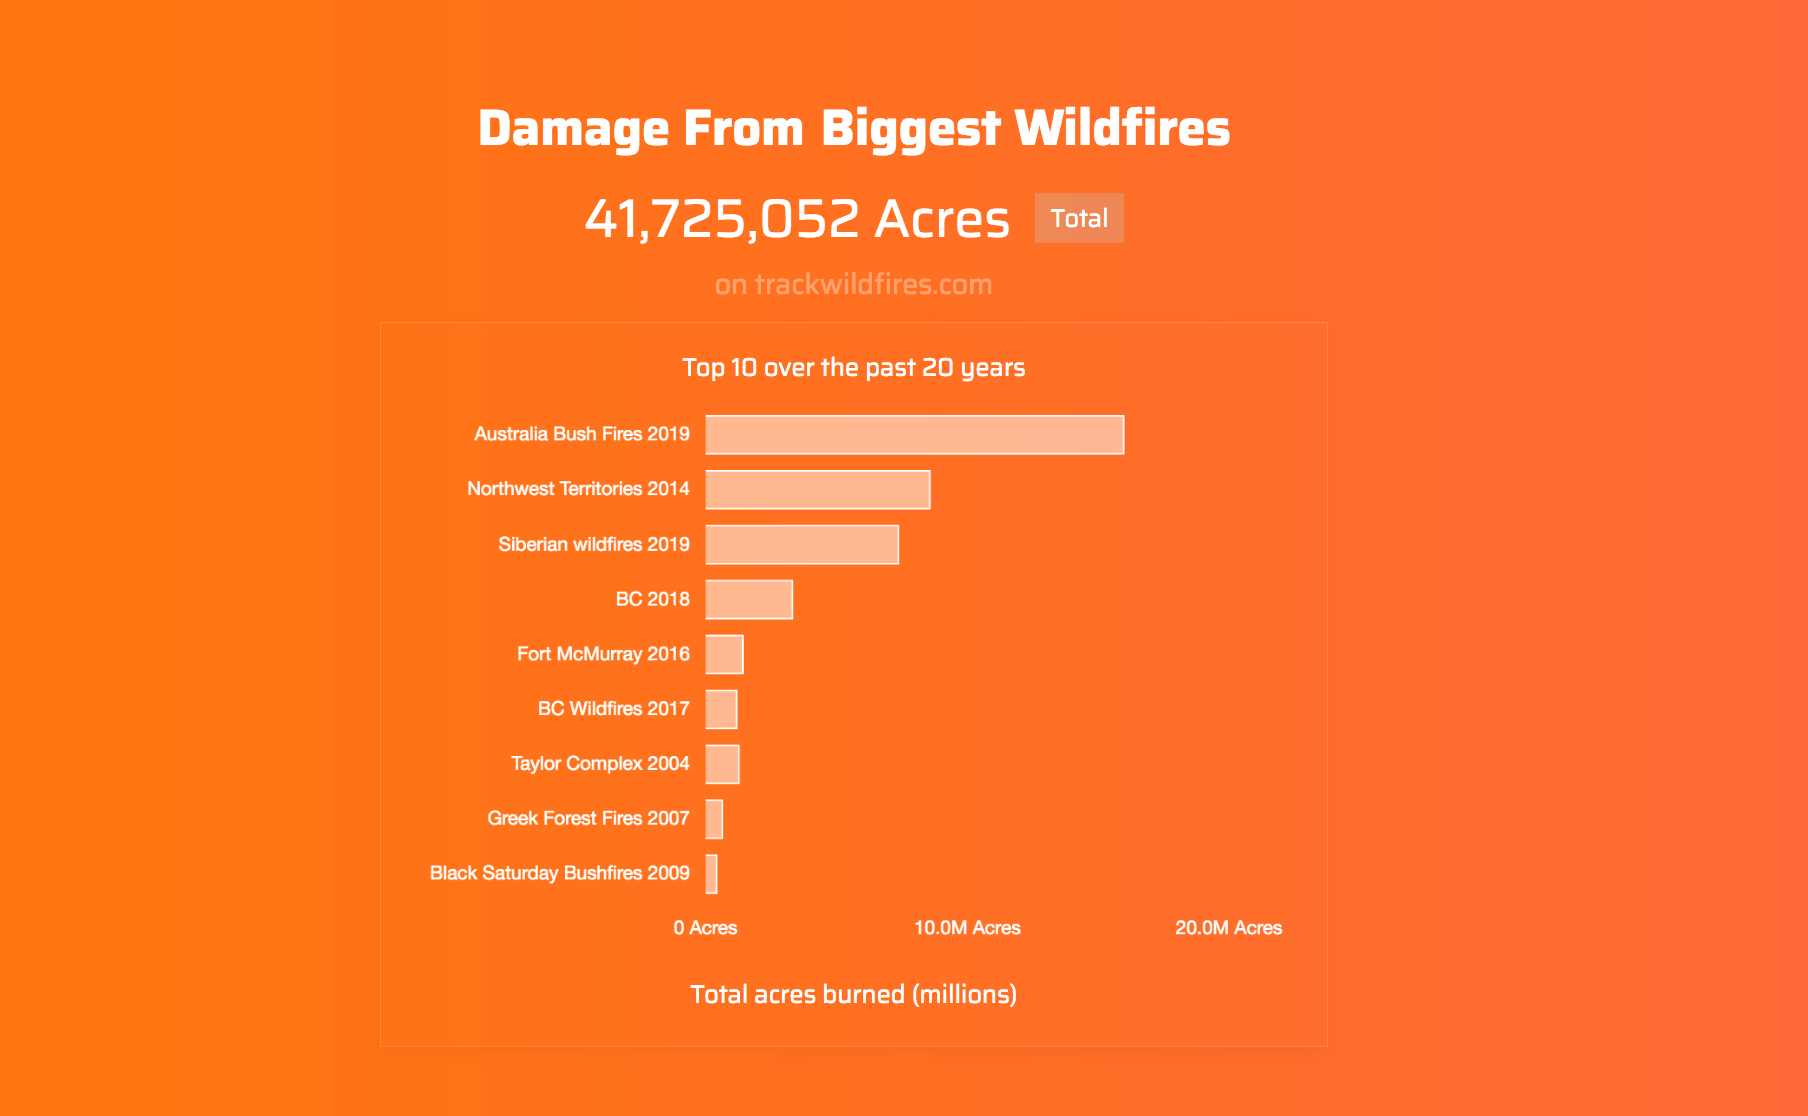 Damage From Biggest Wildfires
41,725,052 Acres Total
on trackwildfires.com
Top 10 over the past 20 years
Australia Bush Fires 2019
Northwest Territories 2014
Siberian wildfires 2019
BC 2018
Fort McMurray 2016
BC Wildfires 2017
Taylor Complex 2004
Greek Forest Fires 2007
Black Saturday Bushfires 2009
0 Acres 10.0M Acres 20.0M Acres
Total acres burned (millions)